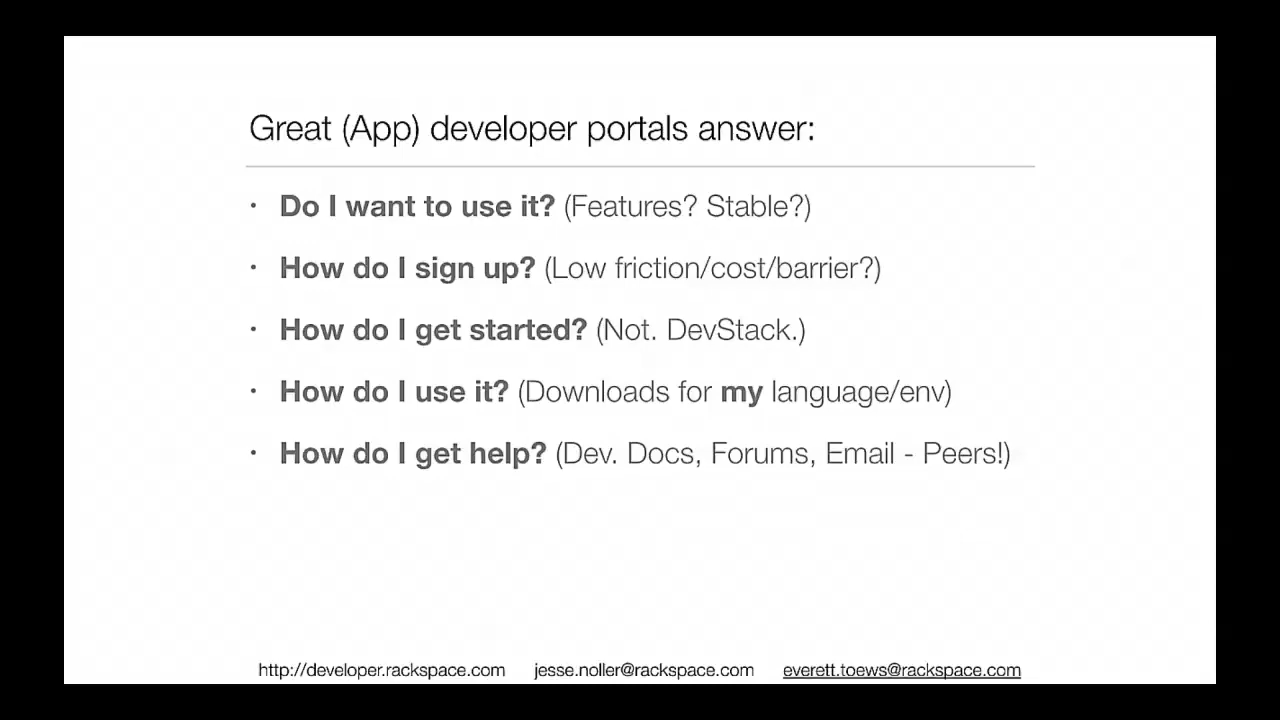 Great (App) developer portals answer:
• Do I want to use it? (Features? Stable?)
• How do I sign up? (Low friction/cost/barrier?)
• How do I get started? (Not. DevStack.)
• How do I use it? (Downloads for my language/env)
• How do I get help? (Dev. Docs, Forums, Email - Peers!)
http://developer.rackspace.com jesse.noller@rackspace.com everett.toews@rackspace.com